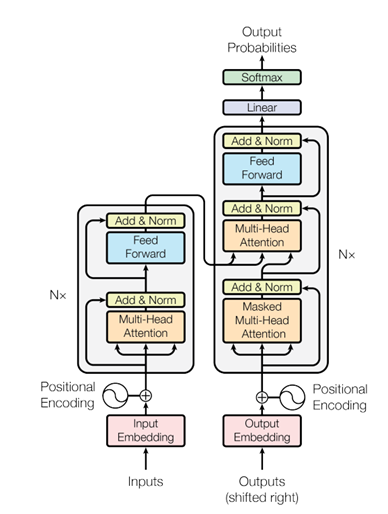 Output
Probabilities
Softmax
Linear
Add & Norm
Feed
Forward
Add & Norm
Multi-Head
Attention
Add & Norm
Masked
Multi-Head
Attention
Nx
Add & Norm
Feed
Forward
Add & Norm
Multi-Head
Attention
Nx
Positional
Encoding
Positional
Encoding
Input
Embedding
Output
Embedding
Inputs
Outputs
(shifted right)